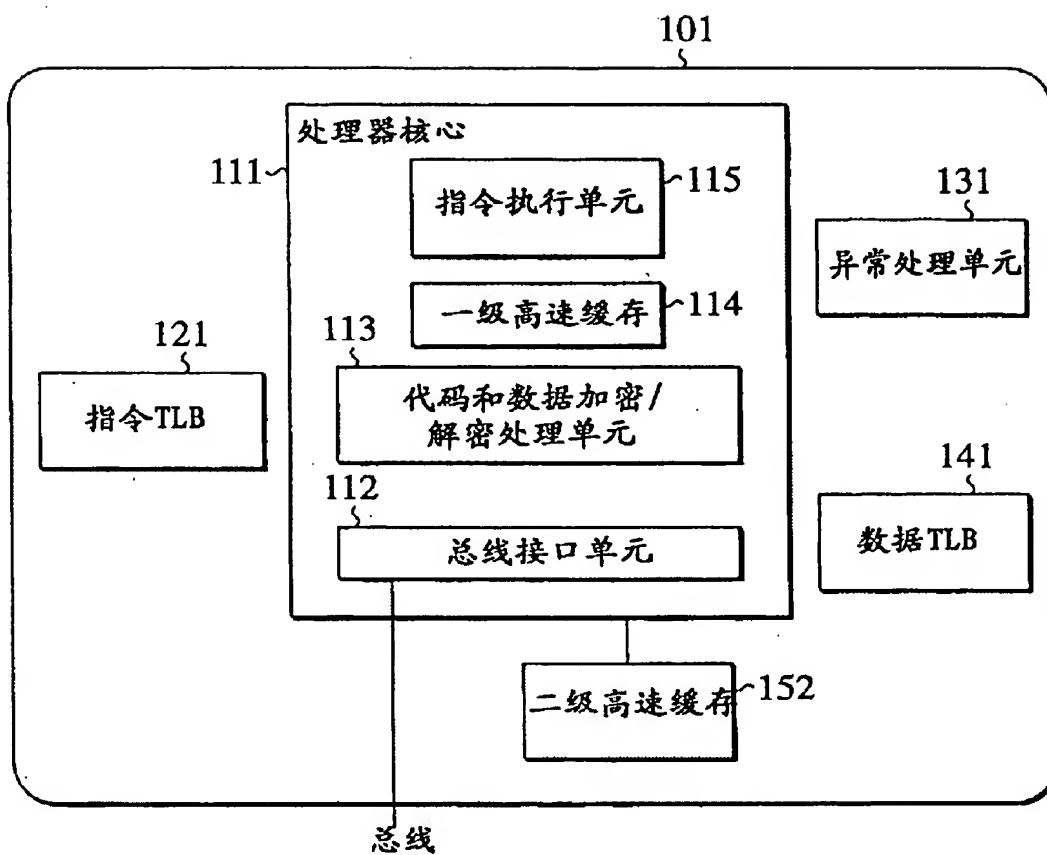 101
处理器核心
111
指令执行单元
115
131
异常处理单元
一级高速缓存
114
113
121
指令TLB
代码和数据加密/
解密处理单元
141
数据TLB
112
总线接口单元
二级高速缓存
152
总线